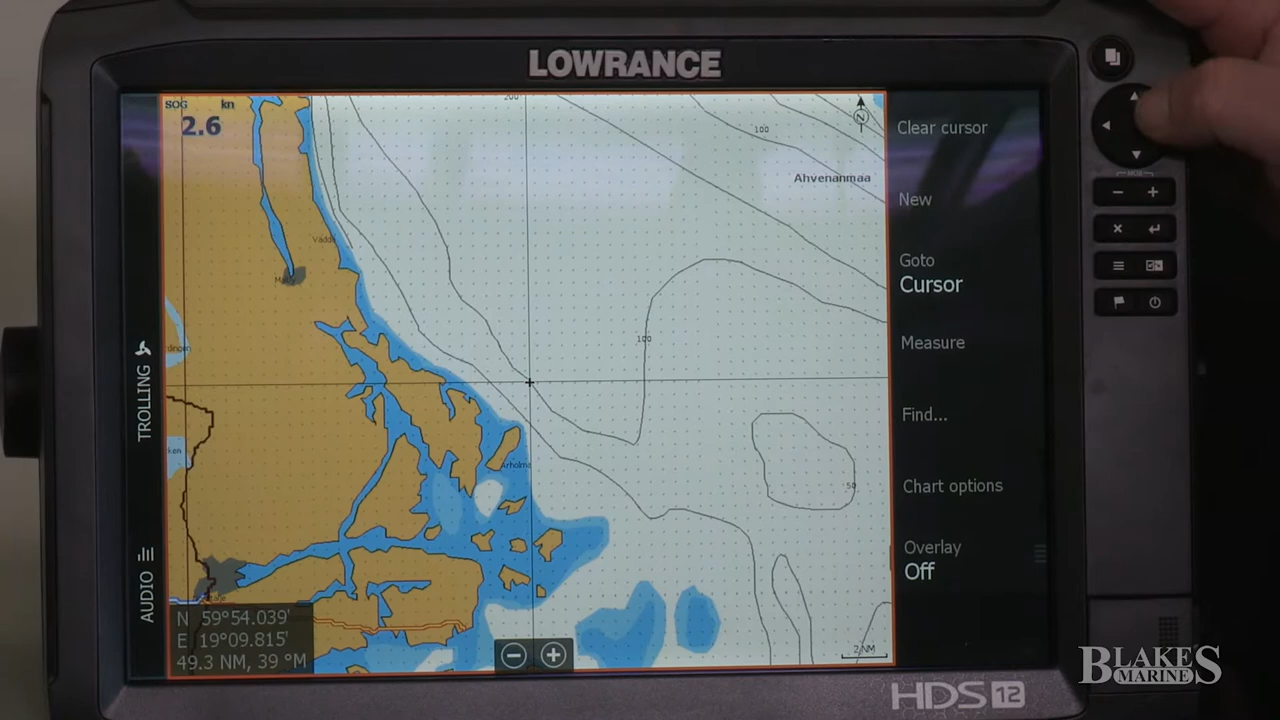 LOWRANCE
SOG kn
2.6
200
100
Ahvenanmaa
Väddö
100
Arholma
50
N 59°54.039'
E 19°09.815'
49.3 NM, 39 °M
2 NM
N
TROLLING
AUDIO
Clear cursor
New
Goto
Cursor
Measure
Find...
Chart options
Overlay
Off
HDS 12
BLAKES
MARINE